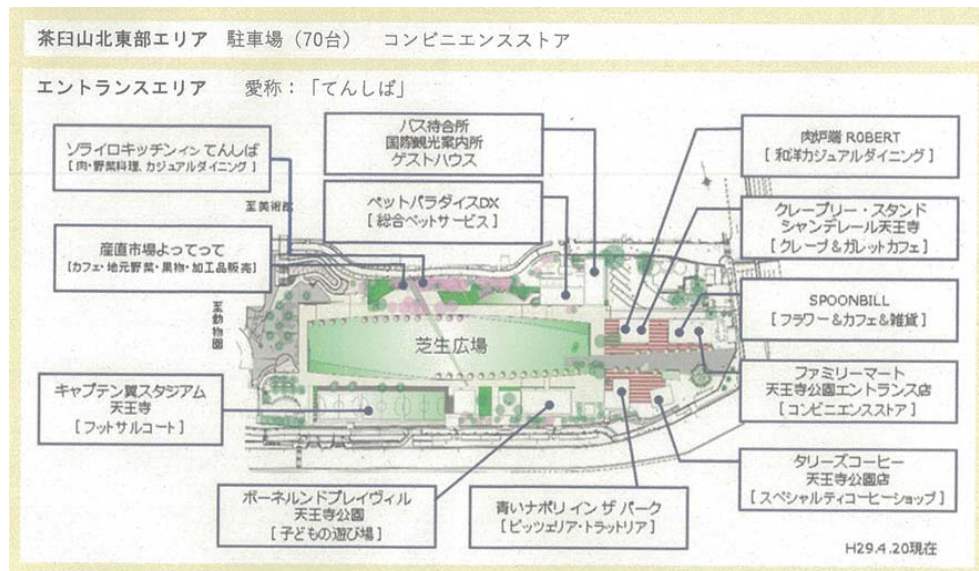 茶臼山北東部エリア 駐車場（70台） コンビニエンスストア
エントランスエリア 愛称：「てんしば」
ソライロキッチン イン てんしば
［肉・野菜料理、カジュアルダイニング］
バス待合所
国際観光案内所
ゲストハウス
肉炉端 ROBERT
［和洋カジュアルダイニング］
至美術館
ペットパラダイスDX
［総合ペットサービス］
クレープリー・スタンド
シャンデレール天王寺
［クレープ＆ガレットカフェ］
産直市場よってって
［カフェ・地元野菜・果物・加工品販売］
至動物園
SPOONBILL
［フラワー＆カフェ＆雑貨］
芝生広場
キャプテン翼スタジアム
天王寺
［フットサルコート］
ファミリーマート
天王寺公園エントランス店
［コンビニエンスストア］
タリーズコーヒー
天王寺公園店
［スペシャルティコーヒーショップ］
ボーネルンドプレイヴィル
天王寺公園
［子どもの遊び場］
青いナポリ イン ザ パーク
［ピッツェリア・トラットリア］
H29.4.20現在